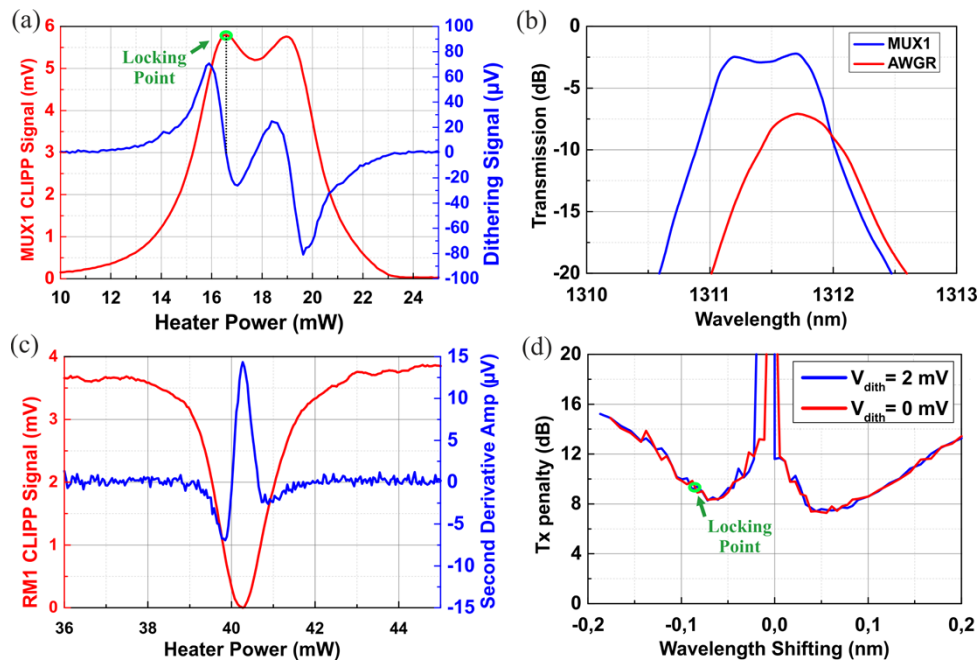 (a)
MUX1 CLIPP Signal (mV)
6
5
4
3
2
1
0
Locking
Point
100
80
60
40
20
0
-20
-40
-60
-80
-100
Dithering Signal (µV)
10 12 14 16 18 20 22 24
Heater Power (mW)
(b)
Transmission (dB)
0
-5
-10
-15
-20
MUX1
AWGR
1310 1311 1312 1313
Wavelength (nm)
(c)
RM1 CLIPP Signal (mV)
4
3
2
1
0
15
10
5
0
-5
-10
-15
Second Derivative Amp (µV)
36 38 40 42 44
Heater Power (mW)
(d)
Tx penalty (dB)
20
16
12
8
4
0
Vdith= 2 mV
Vdith= 0 mV
Locking
Point
-0,2 -0,1 0,0 0,1 0,2
Wavelength Shifting (nm)